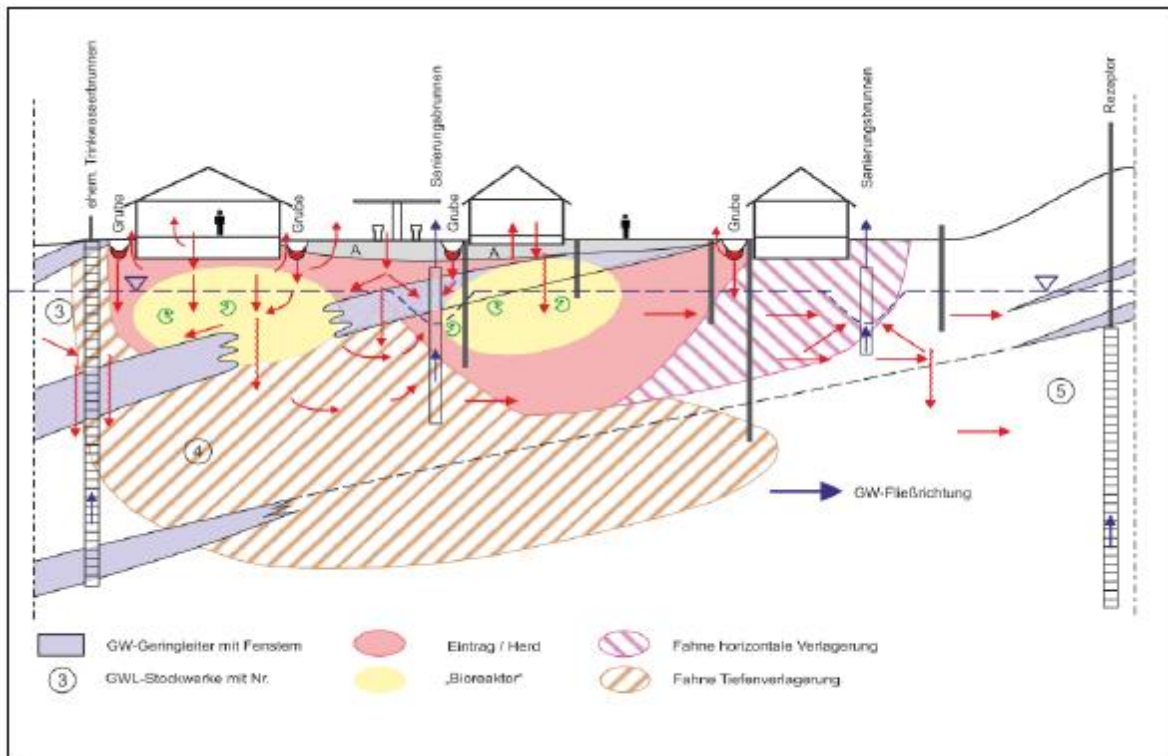 ehem. Trinkwasserbrunnen
Grube
Grube
Sanierungsbrunnen
Grube
Grube
Sanierungsbrunnen
Rezeptor
A
A
3
4
5
GW-Fließrichtung
GW-Geringleiter mit Fenstern
Eintrag / Herd
Fahne horizontale Verlagerung
3
GWL-Stockwerke mit Nr.
„Bioreaktor"
Fahne Tiefenverlagerung